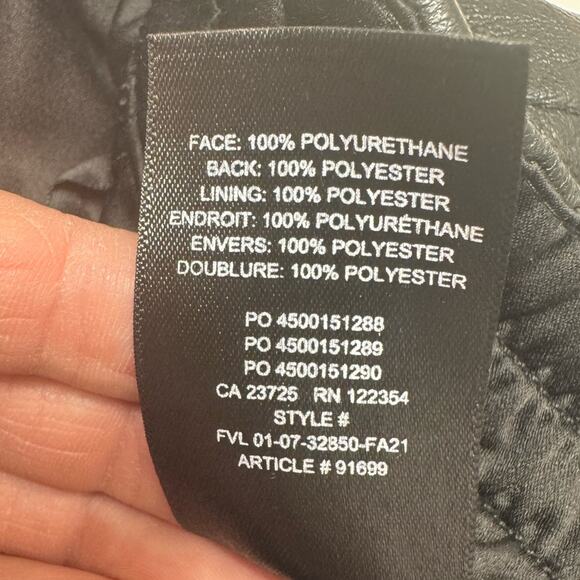 FACE: 100% POLYURETHANE
BACK: 100% POLYESTER
LINING: 100% POLYESTER
ENDROIT: 100% POLYURÉTHANE
ENVERS: 100% POLYESTER
DOUBLURE: 100% POLYESTER
PO 4500151288
PO 4500151289
PO 4500151290
CA 23725 RN 122354
STYLE #
FVL 01-07-32850-FA21
ARTICLE # 91699